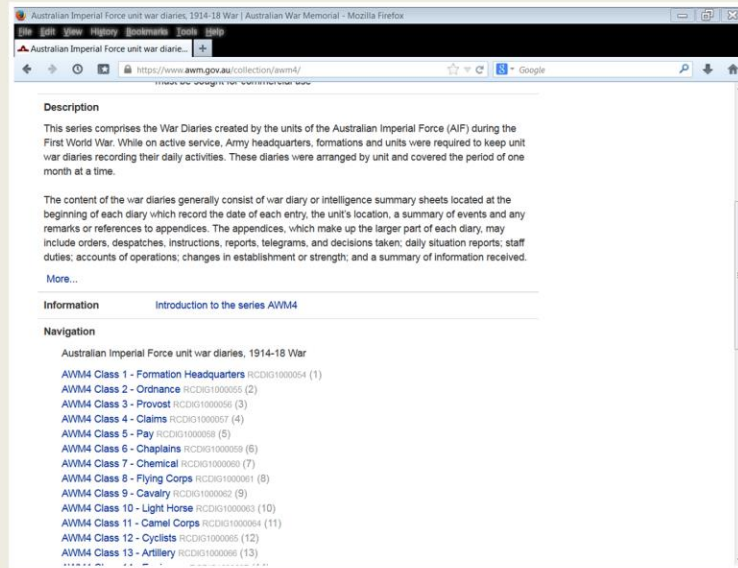 Australian Imperial Force unit war diaries, 1914-18 War | Australian War Memorial - Mozilla Firefox
File Edit View History Bookmarks Tools Help
Australian Imperial Force unit war diarie...
https://www.awm.gov.au/collection/awm4/
Google
must be sought for commercial use
Description
This series comprises the War Diaries created by the units of the Australian Imperial Force (AIF) during the
First World War. While on active service, Army headquarters, formations and units were required to keep unit
war diaries recording their daily activities. These diaries were arranged by unit and covered the period of one
month at a time.
The content of the war diaries generally consist of war diary or intelligence summary sheets located at the
beginning of each diary which record the date of each entry, the unit's location, a summary of events and any
remarks or references to appendices. The appendices, which make up the larger part of each diary, may
include orders, despatches, instructions, reports, telegrams, and decisions taken; daily situation reports; staff
duties; accounts of operations; changes in establishment or strength; and a summary of information received.
More...
Information Introduction to the series AWM4
Navigation
Australian Imperial Force unit war diaries, 1914-18 War
AWM4 Class 1 - Formation Headquarters RCDIG1000054 (1)
AWM4 Class 2 - Ordnance RCDIG1000055 (2)
AWM4 Class 3 - Provost RCDIG1000056 (3)
AWM4 Class 4 - Claims RCDIG1000057 (4)
AWM4 Class 5 - Pay RCDIG1000058 (5)
AWM4 Class 6 - Chaplains RCDIG1000059 (6)
AWM4 Class 7 - Chemical RCDIG1000060 (7)
AWM4 Class 8 - Flying Corps RCDIG1000061 (8)
AWM4 Class 9 - Cavalry RCDIG1000062 (9)
AWM4 Class 10 - Light Horse RCDIG1000063 (10)
AWM4 Class 11 - Camel Corps RCDIG1000064 (11)
AWM4 Class 12 - Cyclists RCDIG1000065 (12)
AWM4 Class 13 - Artillery RCDIG1000066 (13)